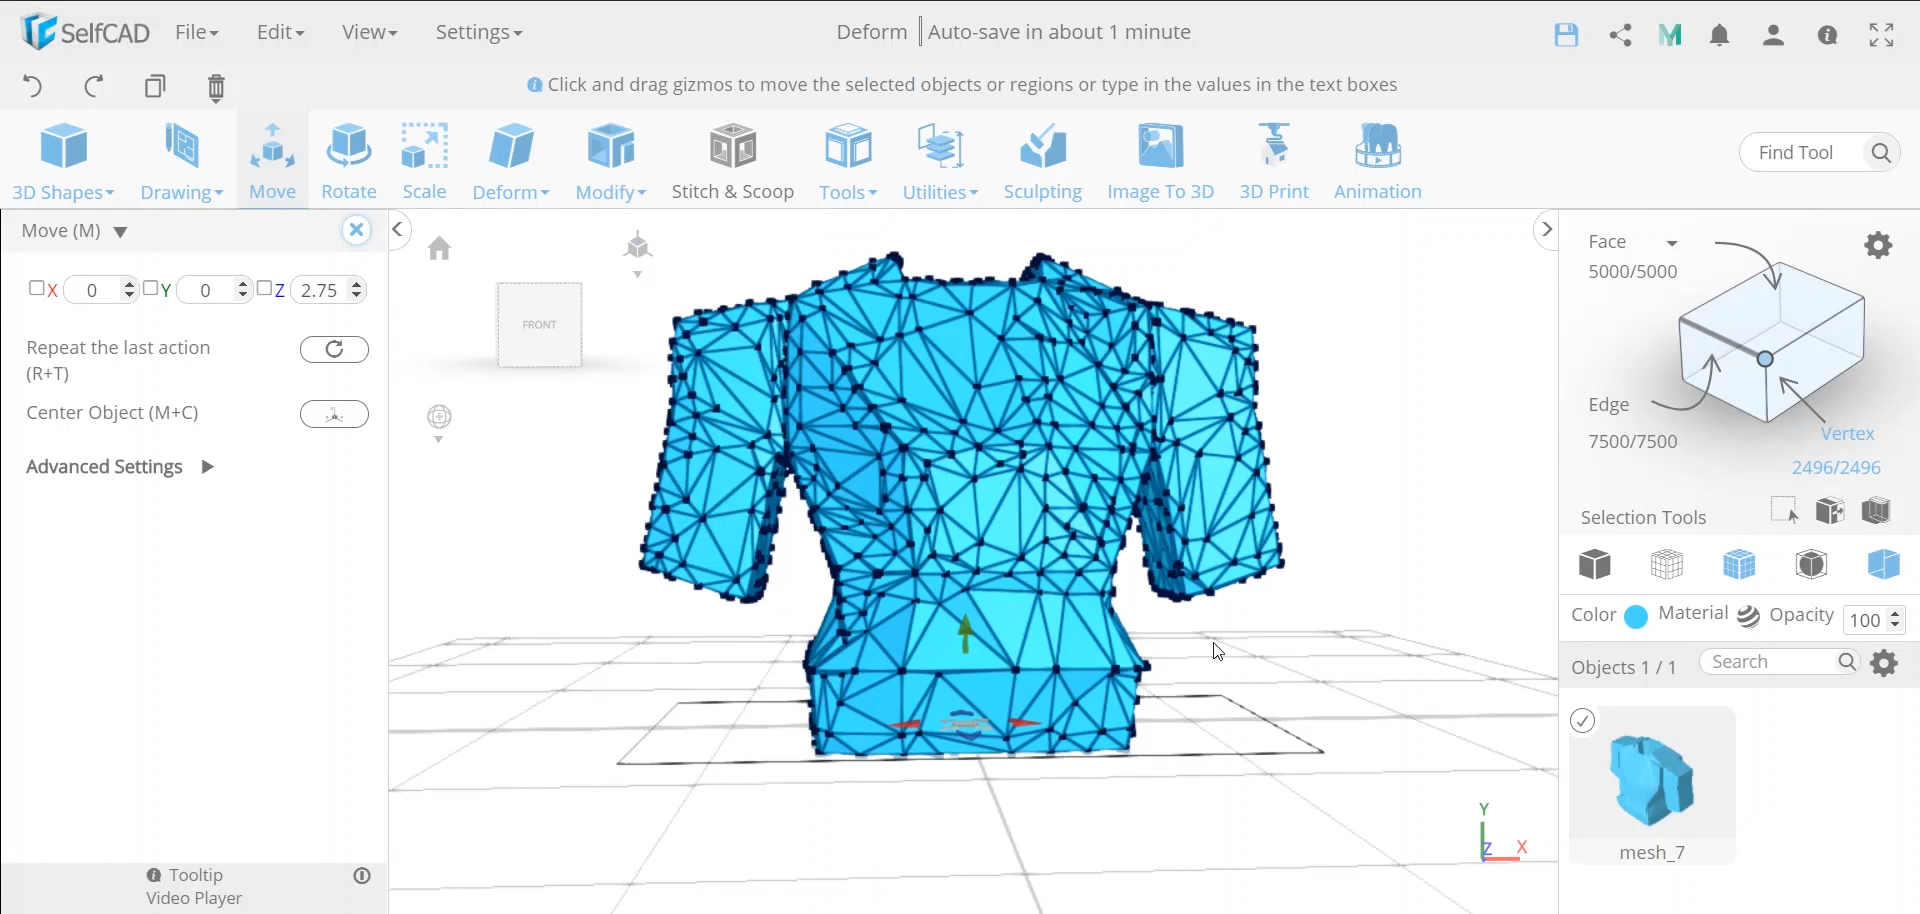 SelfCAD File Edit View Settings Deform Auto-save in about 1 minute
Click and drag gizmos to move the selected objects or regions or type in the values in the text boxes
3D Shapes Drawing Move Rotate Scale Deform Modify Stitch & Scoop Tools Utilities Sculpting Image To 3D 3D Print Animation Find Tool
Move (M)
X 0 Y 0 Z 2.75
Repeat the last action
(R+T)
Center Object (M+C)
Advanced Settings
Tooltip
Video Player
FRONT
Y
Z X
Face
5000/5000
Edge
7500/7500
Vertex
2496/2496
Selection Tools
Color Material Opacity 100
Objects 1 / 1 Search
mesh_7